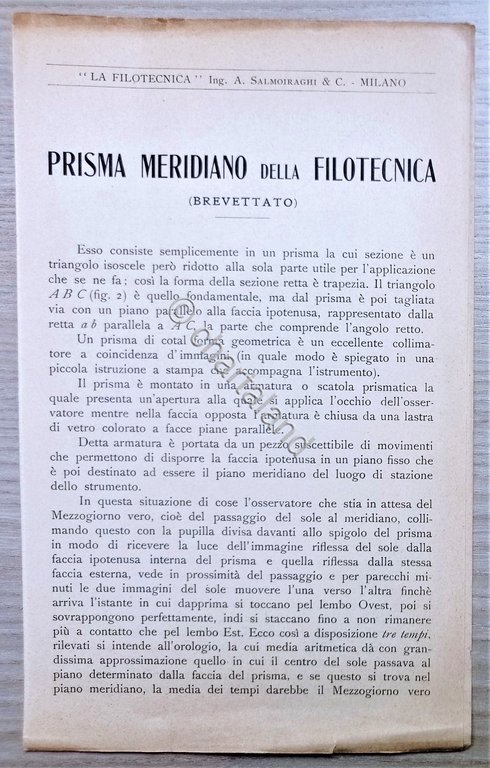 "LA FILOTECNICA" Ing. A. SALMOIRAGHI & C. - MILANO
PRISMA MERIDIANO DELLA FILOTECNICA
(BREVETTATO)
Esso consiste semplicemente in un prisma la cui sezione è un
triangolo isoscele però ridotto alla sola parte utile per l'applicazione
che se ne fa; così la forma della sezione retta è trapezia. Il triangolo
A B C (fig. 2) è quello fondamentale, ma dal prisma è poi tagliata
via con un piano parallelo alla faccia ipotenusa, rappresentato dalla
retta a b parallela a A C, la parte che comprende l'angolo retto.
Un prisma di cotal forma geometrica è un eccellente collima-
tore a coincidenza d'immagini (in quale modo è spiegato in una
piccola istruzione a stampa che accompagna l'istrumento).
Il prisma è montato in una armatura o scatola prismatica la
quale presenta un'apertura alla quale si applica l'occhio dell'osser-
vatore mentre nella faccia opposta l'armatura è chiusa da una lastra
di vetro colorato a facce piane parallele.
Detta armatura è portata da un pezzo suscettibile di movimenti
che permettono di disporre la faccia ipotenusa in un piano fisso che
è poi destinato ad essere il piano meridiano del luogo di stazione
dello strumento.
In questa situazione di cose l'osservatore che stia in attesa del
Mezzogiorno vero, cioè del passaggio del sole al meridiano, colli-
mando questo con la pupilla divisa davanti allo spigolo del prisma
in modo di ricevere la luce dell'immagine riflessa del sole dalla
faccia ipotenusa interna del prisma e quella riflessa dalla stessa
faccia esterna, vede in prossimità del passaggio e per parecchi mi-
nuti le due immagini del sole muovere l'una verso l'altra finchè
arriva l'istante in cui dapprima si toccano pel lembo Ovest, poi si
sovrappongono perfettamente, indi si staccano fino a non rimanere
più a contatto che pel lembo Est. Ecco così a disposizione tre tempi,
rilevati si intende all'orologio, la cui media aritmetica dà con gran-
dissima approssimazione quello in cui il centro del sole passava al
piano determinato dalla faccia del prisma, e se questo si trova nel
piano meridiano, la media dei tempi darebbe il Mezzogiorno vero
© chartaland